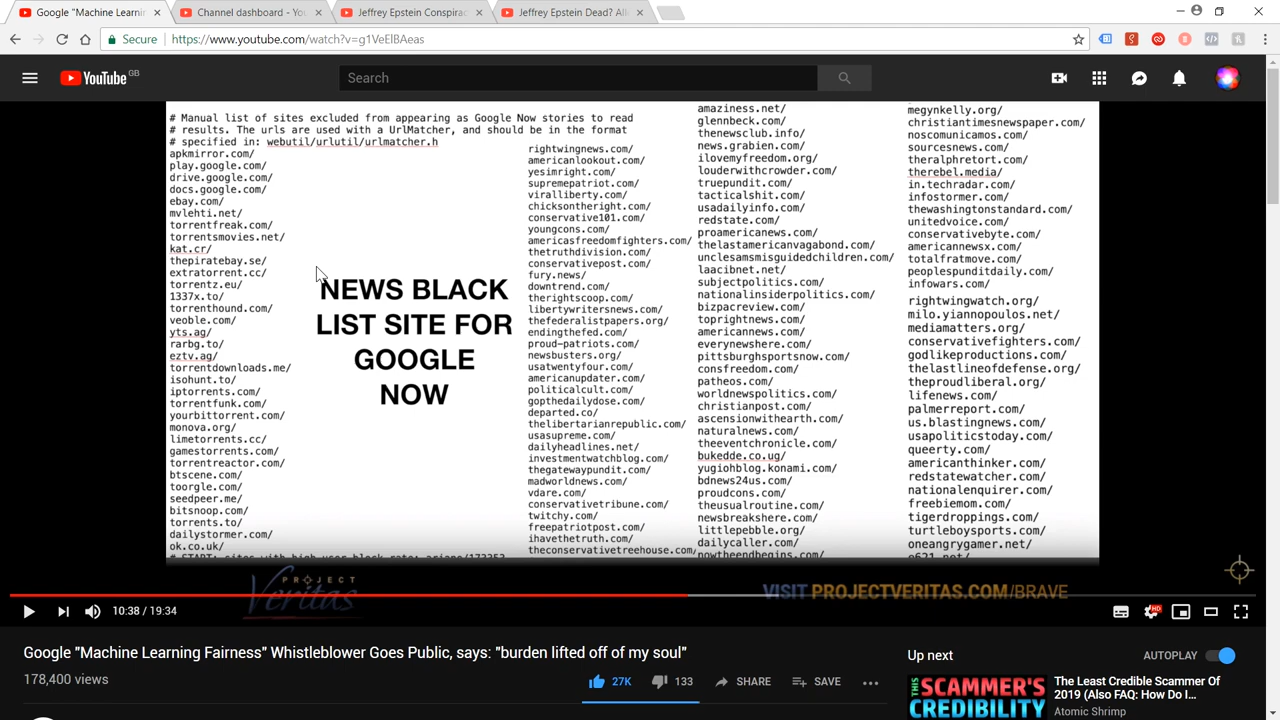 Google "Machine Learnin
Channel dashboard - You
Jeffrey Epstein Conspirac
Jeffrey Epstein Dead? All
Secure
https://www.youtube.com/watch?v=g1VeElBAeas
YouTube GB
Search
# Manual list of sites excluded from appearing as Google Now stories to read
# results. The urls are used with a UrlMatcher, and should be in the format
# specified in: webutil/urlutil/urlmatcher.h
apkmirror.com/
play.google.com/
drive.google.com/
docs.google.com/
ebay.com/
mvlehti.net/
torrentfreak.com/
torrentsmovies.net/
kat.cr/
thepiratebay.se/
extratorrent.cc/
torrentz.eu/
1337x.to/
torrenthound.com/
veoble.com/
yts.ag/
rarbg.to/
eztv.ag/
torrentdownloads.me/
isohunt.to/
iptorrents.com/
torrentfunk.com/
yourbittorrent.com/
monova.org/
limetorrents.cc/
gamestorrents.com/
torrentreactor.com/
btscene.com/
toorgle.com/
seedpeer.me/
bitsnoop.com/
torrents.to/
dailystormer.com/
ok.co.uk/
# START: sites with high user block rate: ariane/173353
NEWS BLACK
LIST SITE FOR
GOOGLE
NOW
rightwingnews.com/
americanlookout.com/
yesimright.com/
supremepatriot.com/
viralliberty.com/
chicksontheright.com/
conservative101.com/
youngcons.com/
americasfreedomfighters.com/
thetruthdivision.com/
conservativepost.com/
fury.news/
downtrend.com/
therightscoop.com/
libertywritersnews.com/
thefederalistpapers.org/
endingthefed.com/
proud-patriots.com/
newsbusters.org/
usatwentyfour.com/
americanupdater.com/
politicalcult.com/
gopthedailydose.com/
departed.co/
thelibertarianrepublic.com/
usasupreme.com/
dailyheadlines.net/
investmentwatchblog.com/
thegatewaypundit.com/
madworldnews.com/
vdare.com/
conservativetribune.com/
twitchy.com/
freepatriotpost.com/
ihavethetruth.com/
theconservativetreehouse.com/
amaziness.net/
glennbeck.com/
thenewsclub.info/
news.grabien.com/
ilovemyfreedom.org/
louderwithcrowder.com/
truepundit.com/
tacticalshit.com/
usadailyinfo.com/
redstate.com/
proamericanews.com/
thelastamericanvagabond.com/
unclesamsmisguidedchildren.com/
laacibnet.net/
subjectpolitics.com/
nationalinsiderpolitics.com/
bizpacreview.com/
toprightnews.com/
americannews.com/
everynewshere.com/
pittsburghsportsnow.com/
consfreedom.com/
patheos.com/
worldnewspolitics.com/
christianpost.com/
ascensionwithearth.com/
naturalnews.com/
theeventchronicle.com/
bukedde.co.ug/
yugiohblog.konami.com/
bdnews24us.com/
proudcons.com/
theusualroutine.com/
newsbreakshere.com/
littlepebble.org/
dailycaller.com/
nowtheendbegins.com/
megynkelly.org/
christiantimesnewspaper.com/
noscomunicamos.com/
sourcesnews.com/
theralphretort.com/
therebel.media/
in.techradar.com/
infostormer.com/
thewashingtonstandard.com/
unitedvoice.com/
conservativebyte.com/
americannewsx.com/
totalfratmove.com/
peoplespunditdaily.com/
infowars.com/
rightwingwatch.org/
milo.yiannopoulos.net/
mediamatters.org/
conservativefighters.com/
godlikeproductions.com/
thelastlineofdefense.org/
theproudliberal.org/
lifenews.com/
palmerreport.com/
us.blastingnews.com/
usapoliticstoday.com/
queerty.com/
americanthinker.com/
redstatewatcher.com/
nationalenquirer.com/
freebiemom.com/
tigerdroppings.com/
turtleboysports.com/
oneangrygamer.net/
e621.net/
PROJECT
Veritas
VISIT PROJECTVERITAS.COM/BRAVE
10:38 / 19:34
HD
Google "Machine Learning Fairness" Whistleblower Goes Public, says: "burden lifted off of my soul"
178,400 views
27K
133
SHARE
SAVE
Up next
AUTOPLAY
THIS SCAMMER'S
CREDIBILITY
The Least Credible Scammer Of
2019 (Also FAQ: How Do I...
Atomic Shrimp